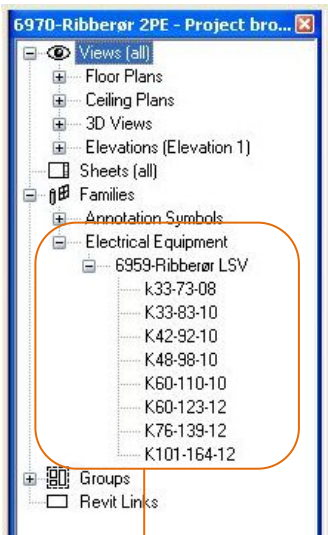 6970-Ribberør 2PE - Project bro...
Views (all)
Floor Plans
Ceiling Plans
3D Views
Elevations (Elevation 1)
Sheets (all)
Families
Annotation Symbols
Electrical Equipment
6959-Ribberør LSV
k33-73-08
K33-83-10
K42-92-10
K48-98-10
K60-110-10
K60-123-12
K76-139-12
K101-164-12
Groups
Revit Links